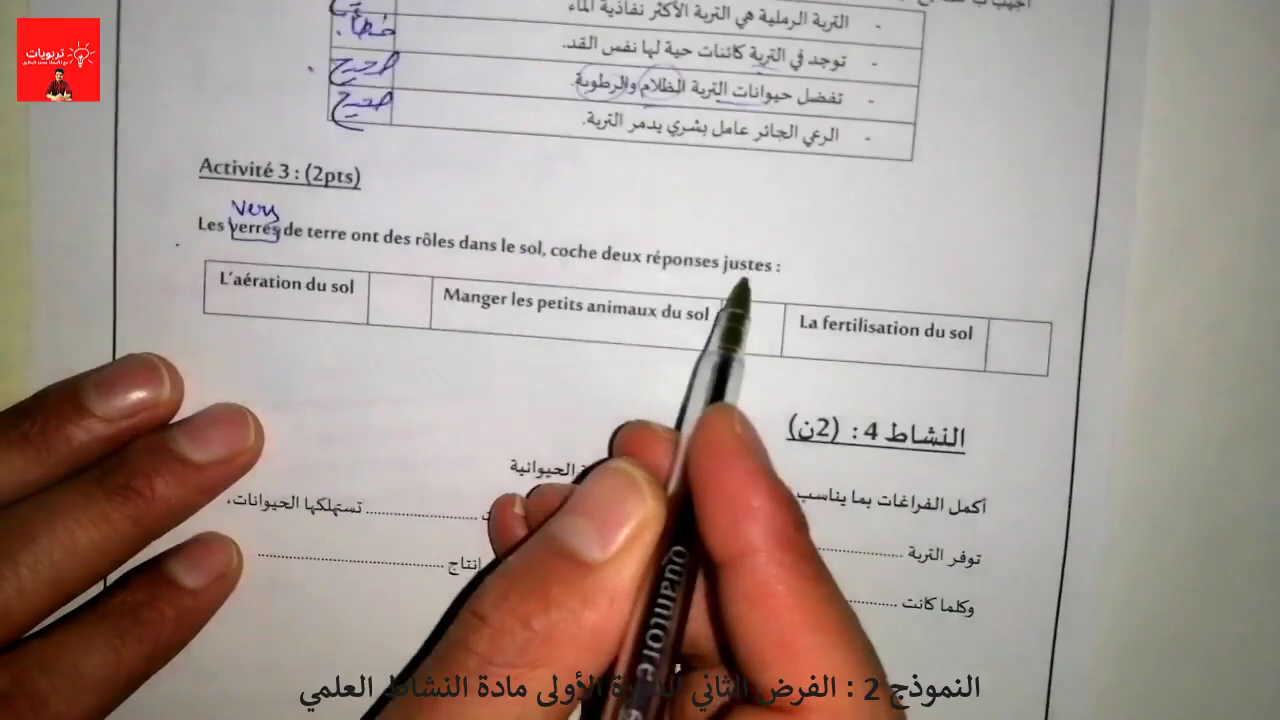 تربويات
التربة الرملية هي التربة الأكثر نفاذية الماء -
توجد في التربة كائنات حية لها نفس القد. - خطأ.
تفضل حيوانات التربة الظلام والرطوبة. - صحيح
الرعي الجائر عامل بشري يدمر التربة. - صحيح
Activité 3 : (2pts)
vers
Les verres de terre ont des rôles dans le sol, coche deux réponses justes :
L'aération du sol Manger les petits animaux du sol La fertilisation du sol
النشاط 4 : (2ن)
أكمل الفراغات بما يناسب الحيوانية
توفر التربة .................. تستهلكها الحيوانات،
إنتاج ..................
وكلما كانت ..........
quantore
النموذج 2 : الفرض الثاني الدورة الأولى مادة النشاط العلمي